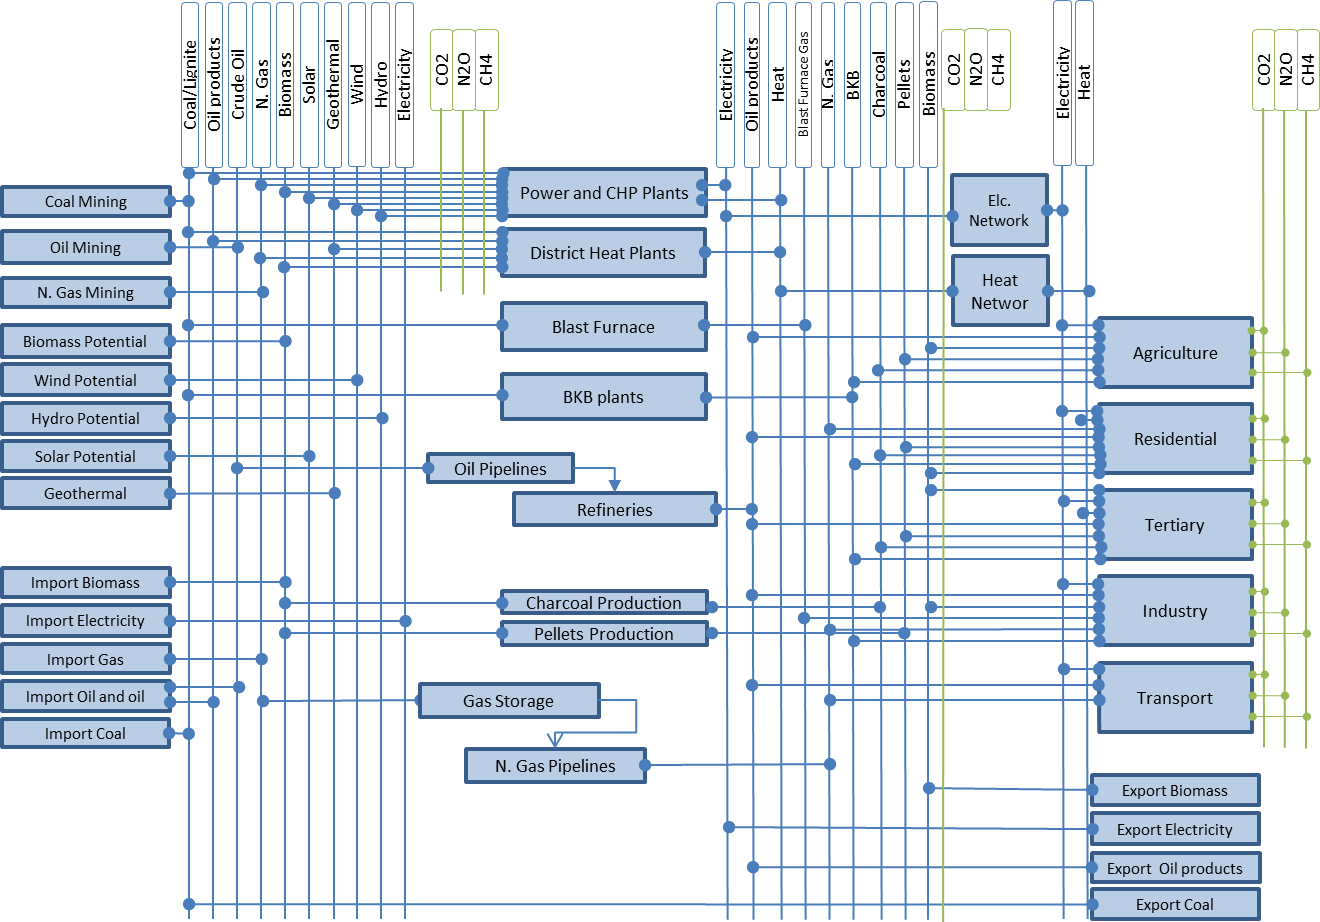 Coal/Lignite
Oil products
Crude Oil
N. Gas
Biomass
Solar
Geothermal
Wind
Hydro
Electricity
CO2
N2O
CH4
Electricity
Oil products
Heat
Blast Furnace Gas
N. Gas
BKB
Charcoal
Pellets
Biomass
CO2
N2O
CH4
Electricity
Heat
CO2
N2O
CH4
Coal Mining
Oil Mining
N. Gas Mining
Biomass Potential
Wind Potential
Hydro Potential
Solar Potential
Geothermal
Import Biomass
Import Electricity
Import Gas
Import Oil and oil
Import Coal
Power and CHP Plants
District Heat Plants
Blast Furnace
BKB plants
Oil Pipelines
Refineries
Charcoal Production
Pellets Production
Gas Storage
N. Gas Pipelines
Elc.
Network
Heat
Networ
Agriculture
Residential
Tertiary
Industry
Transport
Export Biomass
Export Electricity
Export Oil products
Export Coal